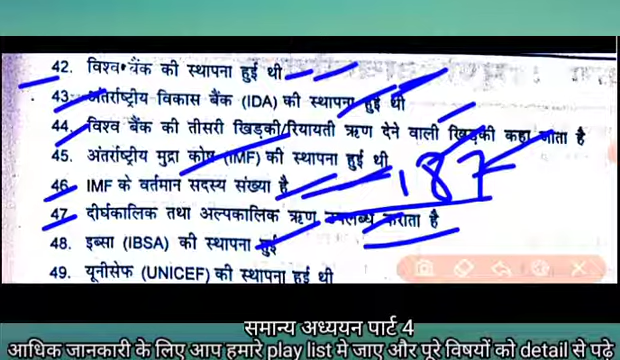 42. विश्व बैंक की स्थापना हुई थी
43. अंतर्राष्ट्रीय विकास बैंक (IDA) की स्थापना हुई थी
44. विश्व बैंक की तीसरी खिड़की/रियायती ऋण देने वाली खिड़की कहा जाता है
45. अंतर्राष्ट्रीय मुद्रा कोष (IMF) की स्थापना हुई थी
46. IMF के वर्तमान सदस्य संख्या है 187
47. दीर्घकालिक तथा अल्पकालिक ऋण उपलब्ध कराता है
48. इब्सा (IBSA) की स्थापना हुई
49. यूनीसेफ (UNICEF) की स्थापना हुई थी
समान्य अध्ययन पार्ट 4
आधिक जानकारी के लिए आप हमारे play list मे जाए और पूरे विषयों को detail से पढ़े